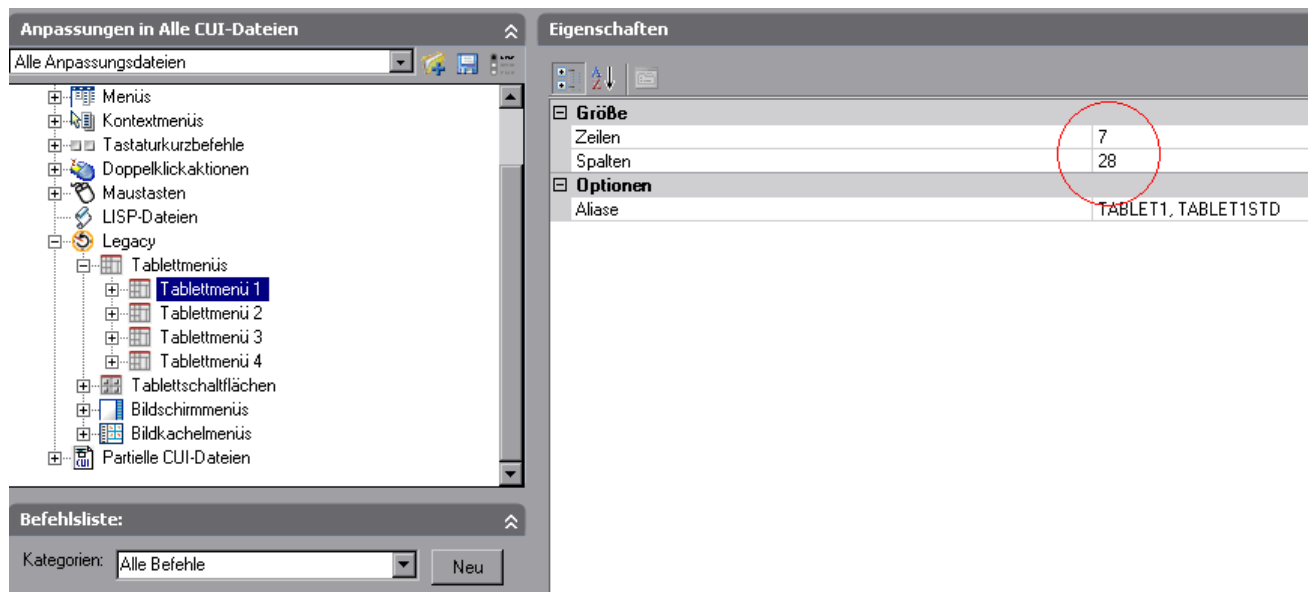 Anpassungen in Alle CUI-Dateien
Alle Anpassungsdateien
Menüs
Kontextmenüs
Tastaturkurzbefehle
Doppelklickaktionen
Maustasten
LISP-Dateien
Legacy
Tablettmenüs
Tablettmenü 1
Tablettmenü 2
Tablettmenü 3
Tablettmenü 4
Tablettschaltflächen
Bildschirmmenüs
Bildkachelmenüs
Partielle CUI-Dateien
Befehlsliste:
Kategorien: Alle Befehle Neu
Eigenschaften
Größe
Zeilen 7
Spalten 28
Optionen
Aliase TABLET1, TABLET1STD